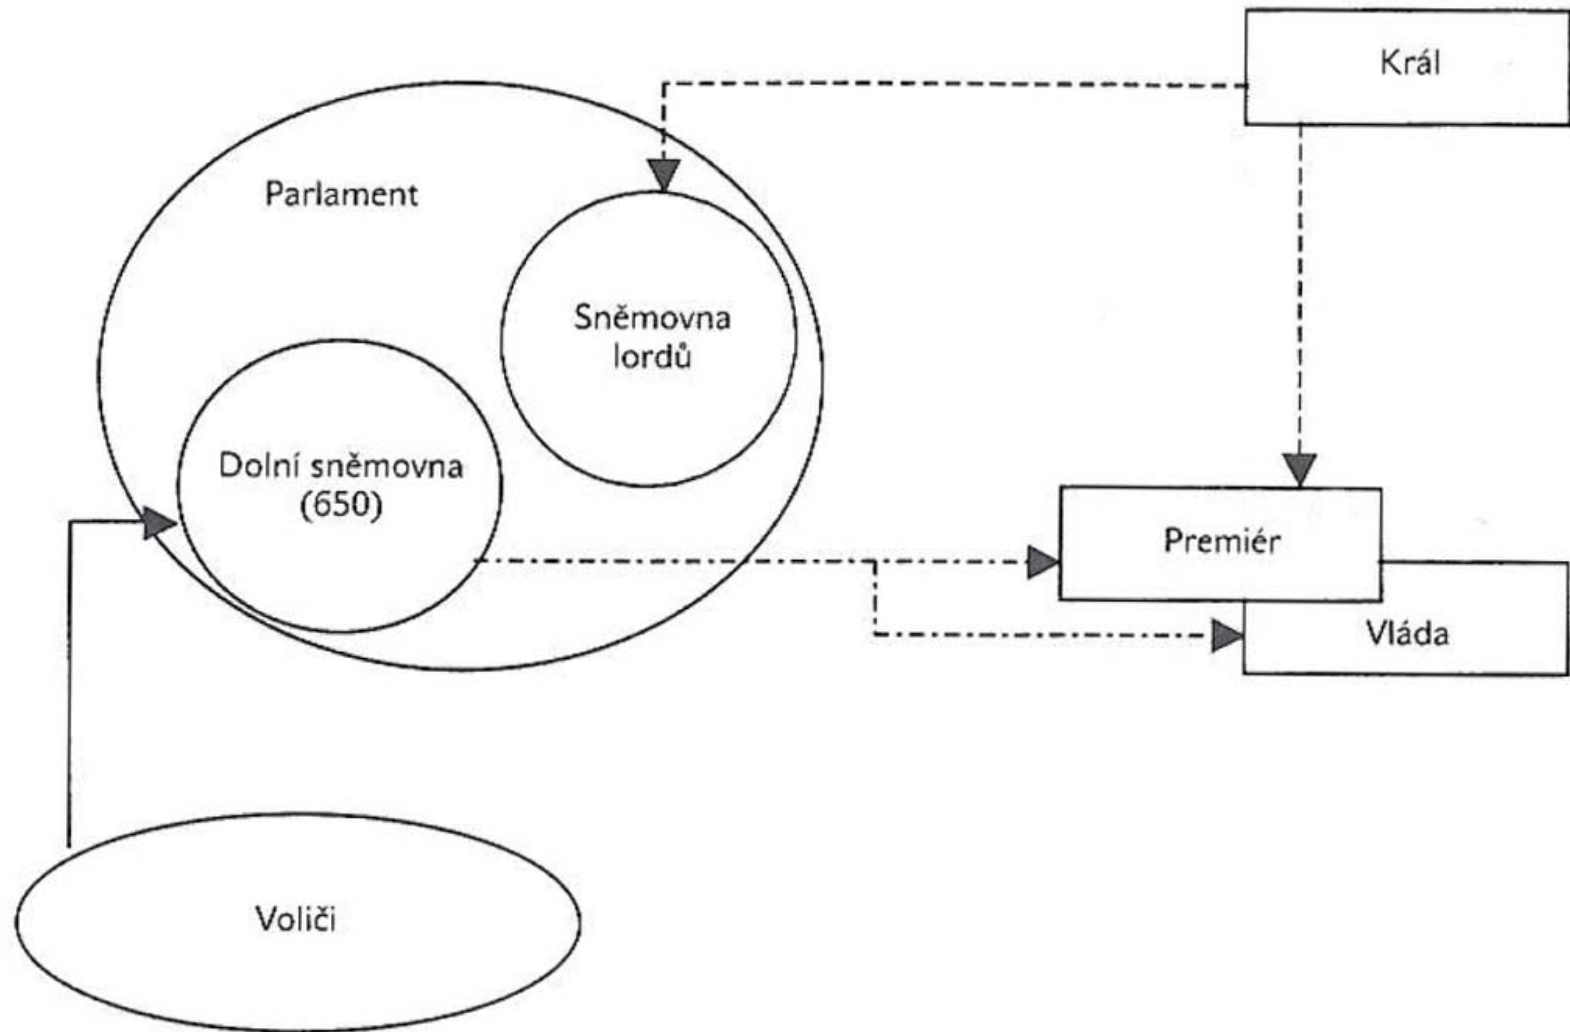 Král
Parlament
Sněmovna
lordů
Dolní sněmovna
(650)
Premiér
Vláda
Voliči